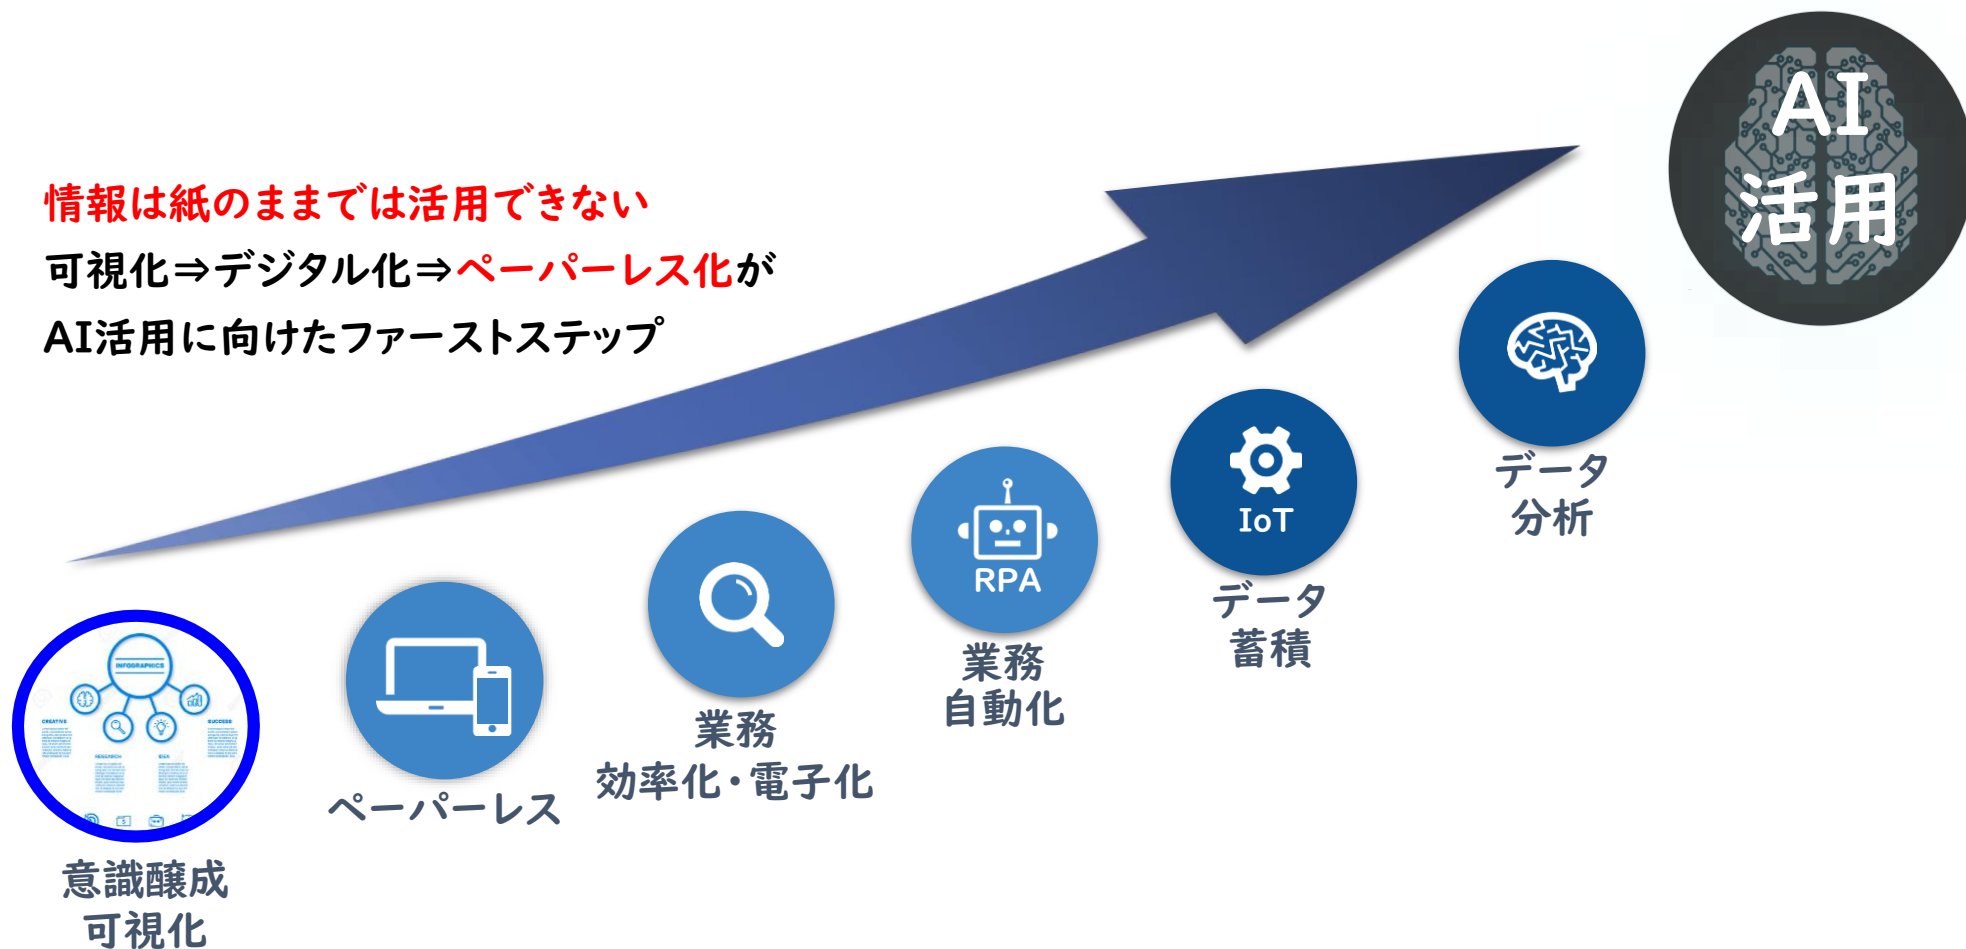 AI
活用
情報は紙のままでは活用できない
可視化⇒デジタル化⇒ペーパーレス化が
AI活用に向けたファーストステップ
データ
分析
IoT
データ
蓄積
RPA
業務
自動化
業務
効率化・電子化
ペーパーレス
INFOGRAPHICS
CREATIVE
SUCCESS
RESEARCH
IDEA
意識醸成
可視化